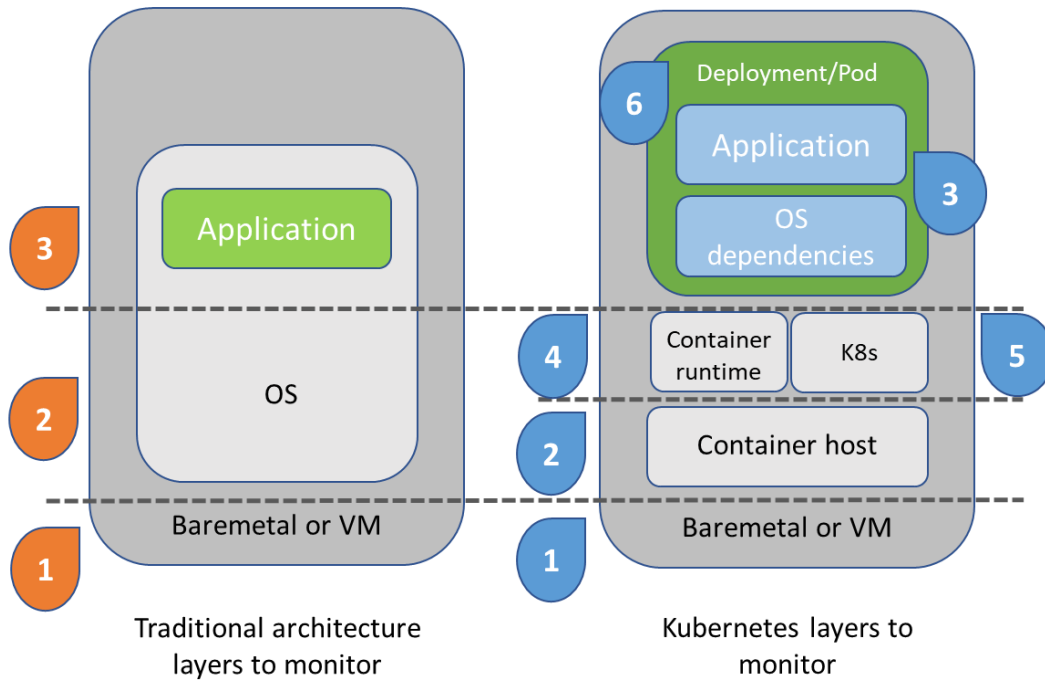 3
Application
2
OS
1
Baremetal or VM
Traditional architecture
layers to monitor
6
Deployment/Pod
Application
3
OS
dependencies
4
Container
runtime
K8s
5
2
Container host
1
Baremetal or VM
Kubernetes layers to
monitor